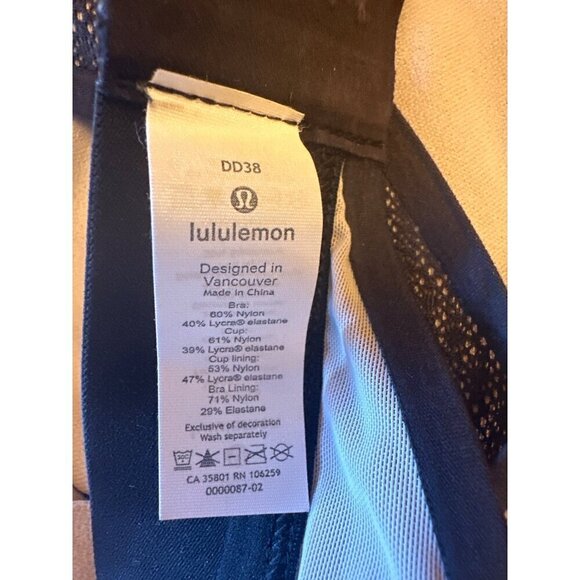 DD38
lululemon
Designed in
Vancouver
Made in China
Bra:
60% Nylon
40% Lycra® elastane
Cup:
61% Nylon
39% Lycra® elastane
Cup lining:
53% Nylon
47% Lycra® elastane
Bra Lining:
71% Nylon
29% Elastane
Exclusive of decoration
Wash separately
CA 35801 RN 106259
0000087-02